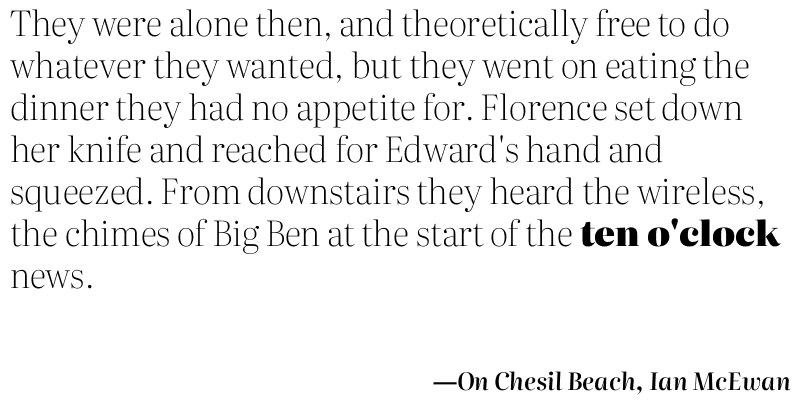 They were alone then, and theoretically free to do
whatever they wanted, but they went on eating the
dinner they had no appetite for. Florence set down
her knife and reached for Edward's hand and
squeezed. From downstairs they heard the wireless,
the chimes of Big Ben at the start of the ten o'clock
news.
—On Chesil Beach, Ian McEwan